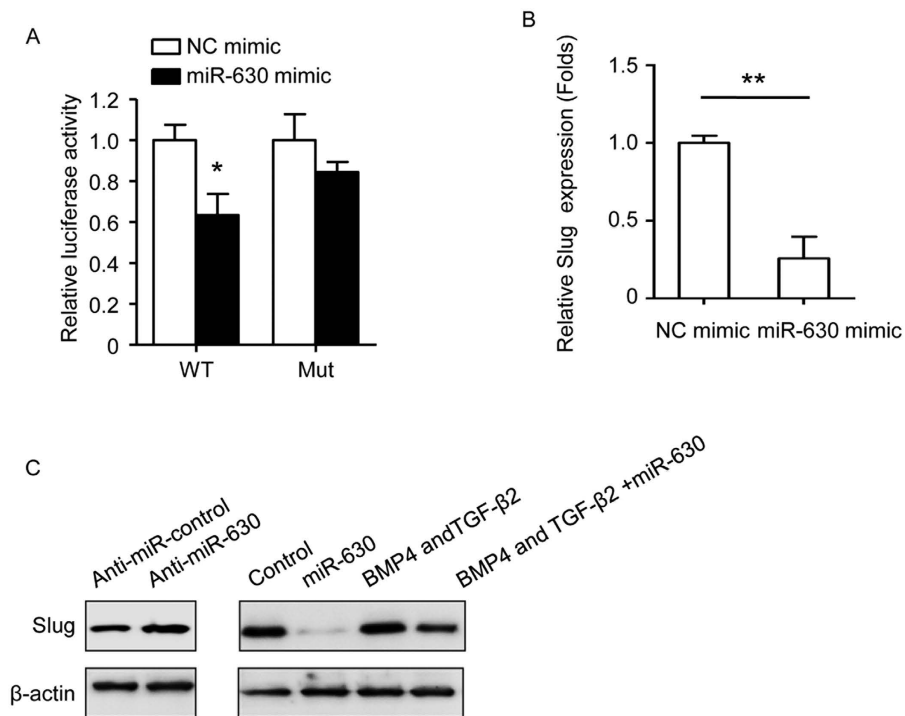 A
NC mimic
miR-630 mimic
Relative luciferase activity
1.2
1.0
0.8
0.6
0.4
0.2
0
*
WT
Mut
B
Relative Slug expression (Folds)
1.5
1.0
0.5
0
**
NC mimic miR-630 mimic
C
Anti-miR-control
Anti-miR-630
Control
miR-630
BMP4 andTGF-β2
BMP4 and TGF-β2 +miR-630
Slug
β-actin